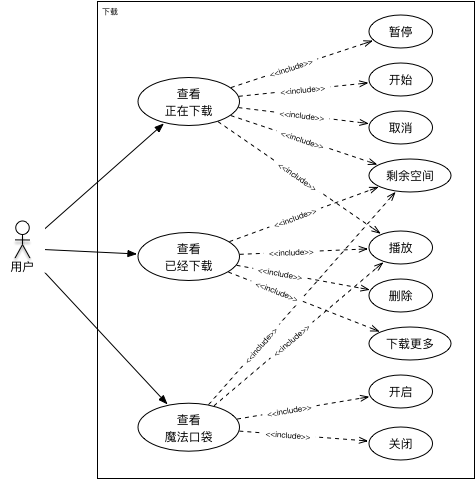 下载
暂停
<<include>>
开始
查看
正在下载
<<include>>
取消
<<include>>
<<include>>
剩余空间
<<include>>
用户
查看
已经下载
<<include>>
播放
<<include>>
<<include>>
删除
<<include>>
下载更多
<<include>>
<<include>>
开启
查看
魔法口袋
<<include>>
<<include>>
关闭